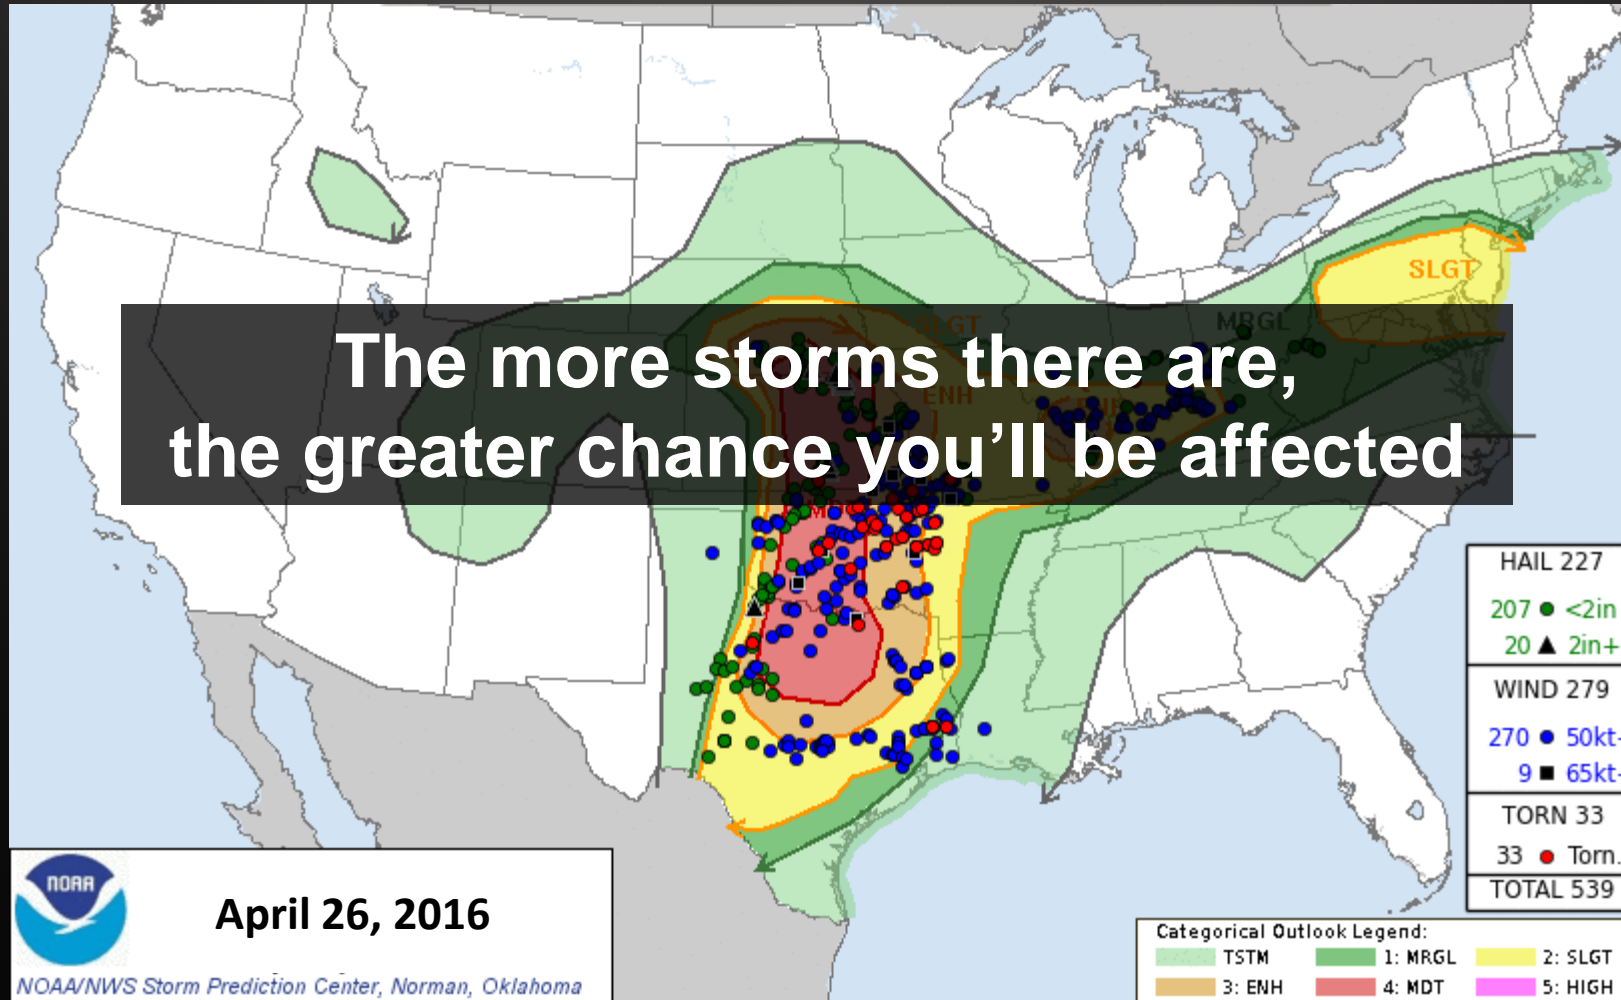 SLGT
The more storms there are,
the greater chance you’ll be affected
SLGT
MRGL
ENH
HAIL 227
207 <2in
20 2in+
WIND 279
270 50kt
9 65kt
TORN 33
33 Torn.
TOTAL 539
NOAA
April 26, 2016
NOAA/NWS Storm Prediction Center, Norman, Oklahoma
Categorical Outlook Legend:
TSTM 1: MRGL 2: SLGT
3: ENH 4: MDT 5: HIGH